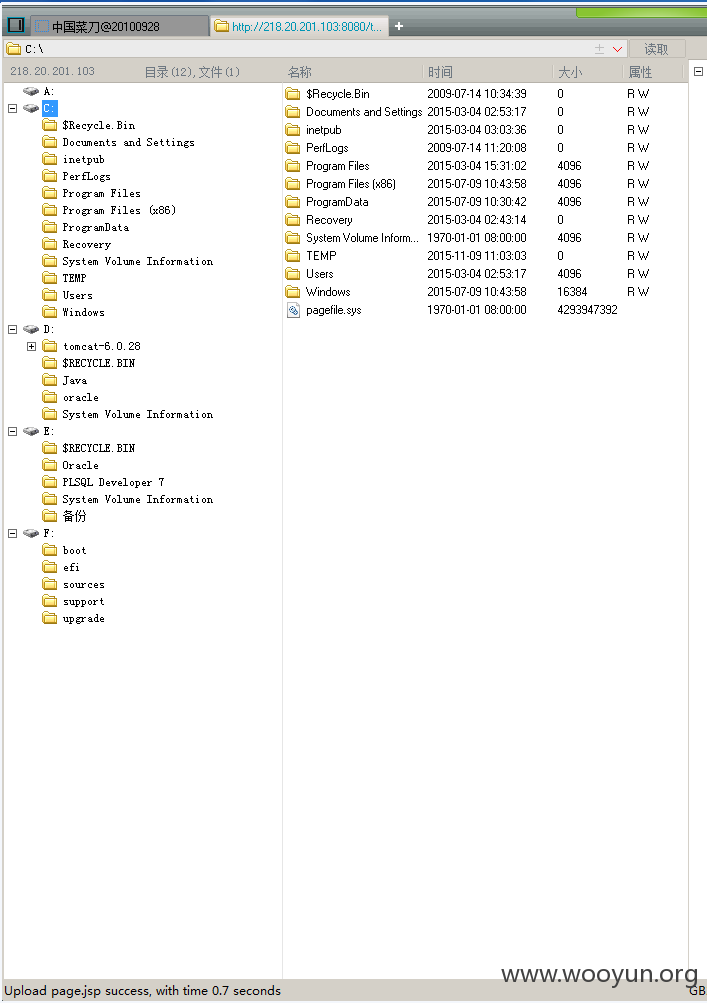 中国菜刀@20100928
http://218.20.201.103:8080/t...
+
C:\
读取
218.20.201.103 目录(12),文件(1)
名称 时间 大小 属性
A:
C:
$Recycle.Bin
Documents and Settings
inetpub
PerfLogs
Program Files
Program Files (x86)
ProgramData
Recovery
System Volume Information
TEMP
Users
Windows
D:
tomcat-6.0.28
$RECYCLE.BIN
Java
oracle
System Volume Information
E:
$RECYCLE.BIN
Oracle
PLSQL Developer 7
System Volume Information
备份
F:
boot
efi
sources
support
upgrade
$Recycle.Bin 2009-07-14 10:34:39 0 R W
Documents and Settings 2015-03-04 02:53:17 0 R W
inetpub 2015-03-04 03:03:36 0 R W
PerfLogs 2009-07-14 11:20:08 0 R W
Program Files 2015-03-04 15:31:02 4096 R W
Program Files (x86) 2015-07-09 10:43:58 4096 R W
ProgramData 2015-07-09 10:30:42 4096 R W
Recovery 2015-03-04 02:43:14 0 R W
System Volume Inform... 1970-01-01 08:00:00 4096 R W
TEMP 2015-11-09 11:03:03 0 R W
Users 2015-03-04 02:53:17 4096 R W
Windows 2015-07-09 10:43:58 16384 R W
pagefile.sys 1970-01-01 08:00:00 4293947392
www.wooyun.org
Upload page.jsp success, with time 0.7 seconds
GB